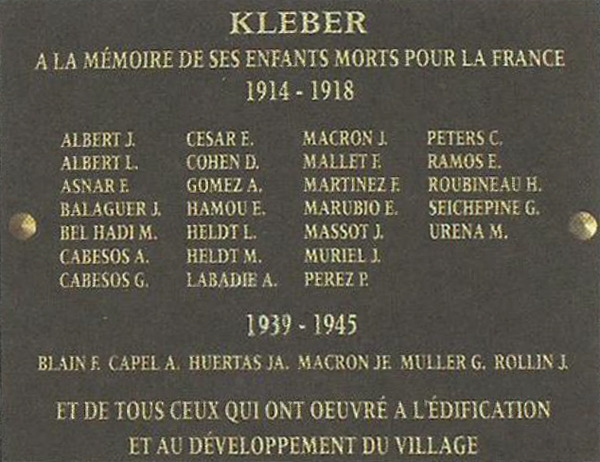 KLEBER
A LA MÉMOIRE DE SES ENFANTS MORTS POUR LA FRANCE
1914 - 1918
ALBERT J. CESAR E. MACRON J. PETERS C.
ALBERT L. COHEN D. MALLET F. RAMOS E.
ASNAR F. GOMEZ A. MARTINEZ F. ROUBINEAU H.
BALAGUER J. HAMOU E. MARUBIO E. SEICHEPINE G.
BEL HADI M. HELDT L. MASSOT J. URENA M.
CABESOS A. HELDT M. MURIEL J.
CABESOS G. LABADIE A. PEREZ P.
1939 - 1945
BLAIN F. CAPEL A. HUERTAS JA. MACRON JF. MULLER G. ROLLIN J.
ET DE TOUS CEUX QUI ONT OEUVRÉ A L'ÉDIFICATION
ET AU DÉVELOPPEMENT DU VILLAGE